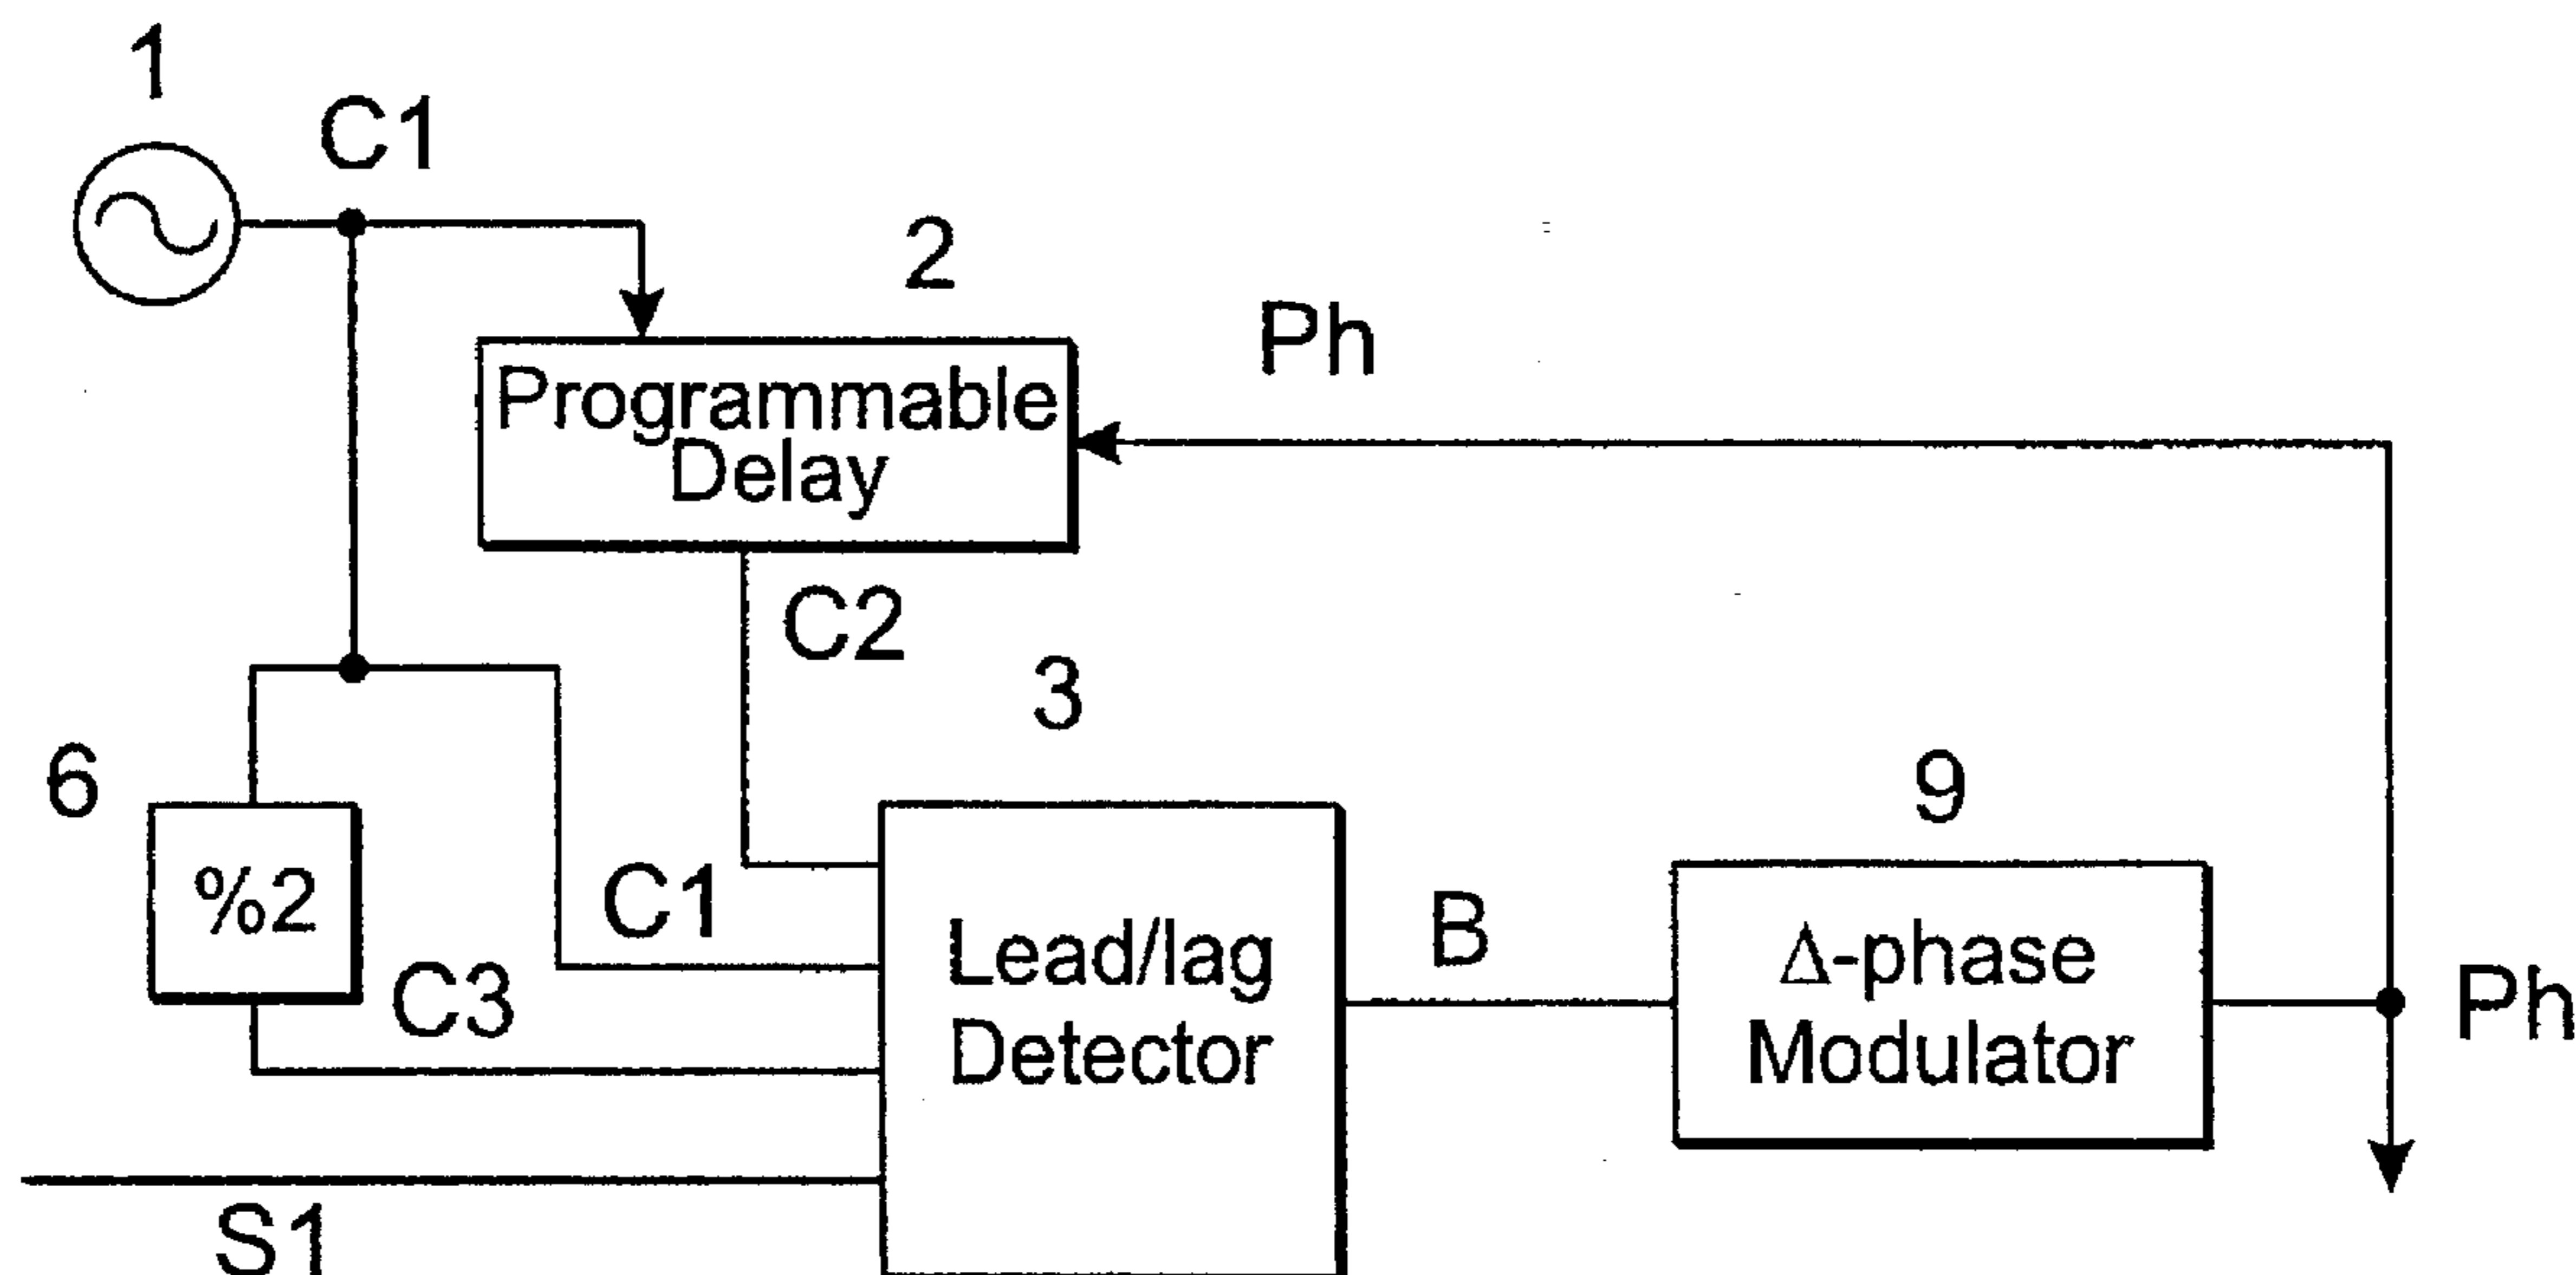 1
C1
2
Programmable
Delay
Ph
C2
3
6
%2
C1
C3
Lead/lag
Detector
B
9
Δ-phase
Modulator
Ph
S1